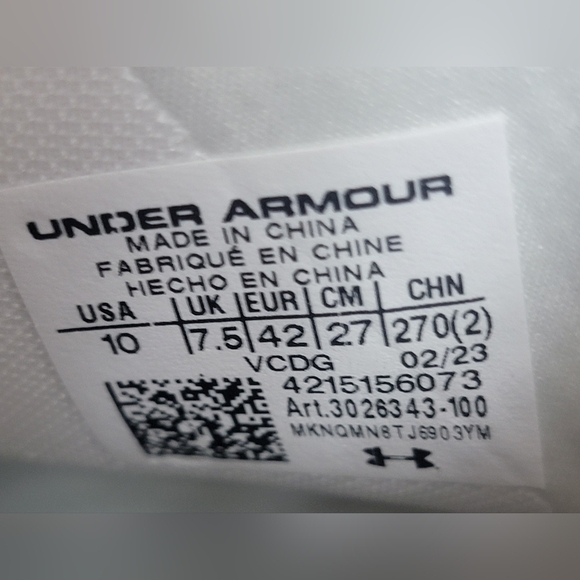 UNDER ARMOUR
MADE IN CHINA
FABRIQUÉ EN CHINE
HECHO EN CHINA
USA UK EUR CM CHN
10 7.5 42 27 270(2)
VCDG 02/23
4215156073
Art.3026343-100
MKNQMN8TJ6903YM